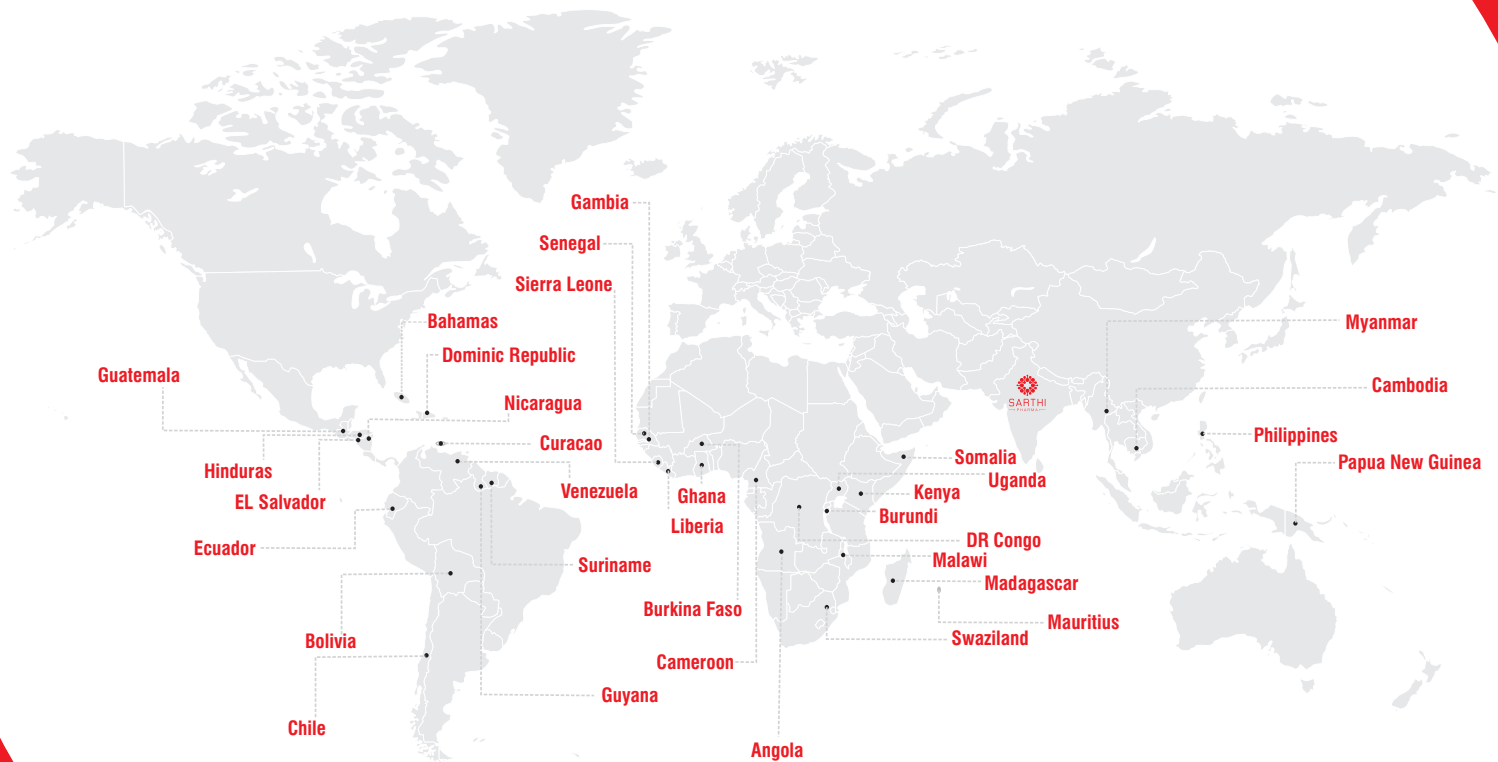 Gambia
Senegal
Sierra Leone
Bahamas
Myanmar
Dominic Republic
Guatemala
Cambodia
SARTHI
PHARMA
Nicaragua
Curacao
Philippines
Somalia
Papua New Guinea
Hinduras
Uganda
Venezuela
Kenya
Ghana
EL Salvador
Burundi
Liberia
DR Congo
Ecuador
Malawi
Suriname
Madagascar
Burkina Faso
Mauritius
Swaziland
Bolivia
Cameroon
Guyana
Chile
Angola